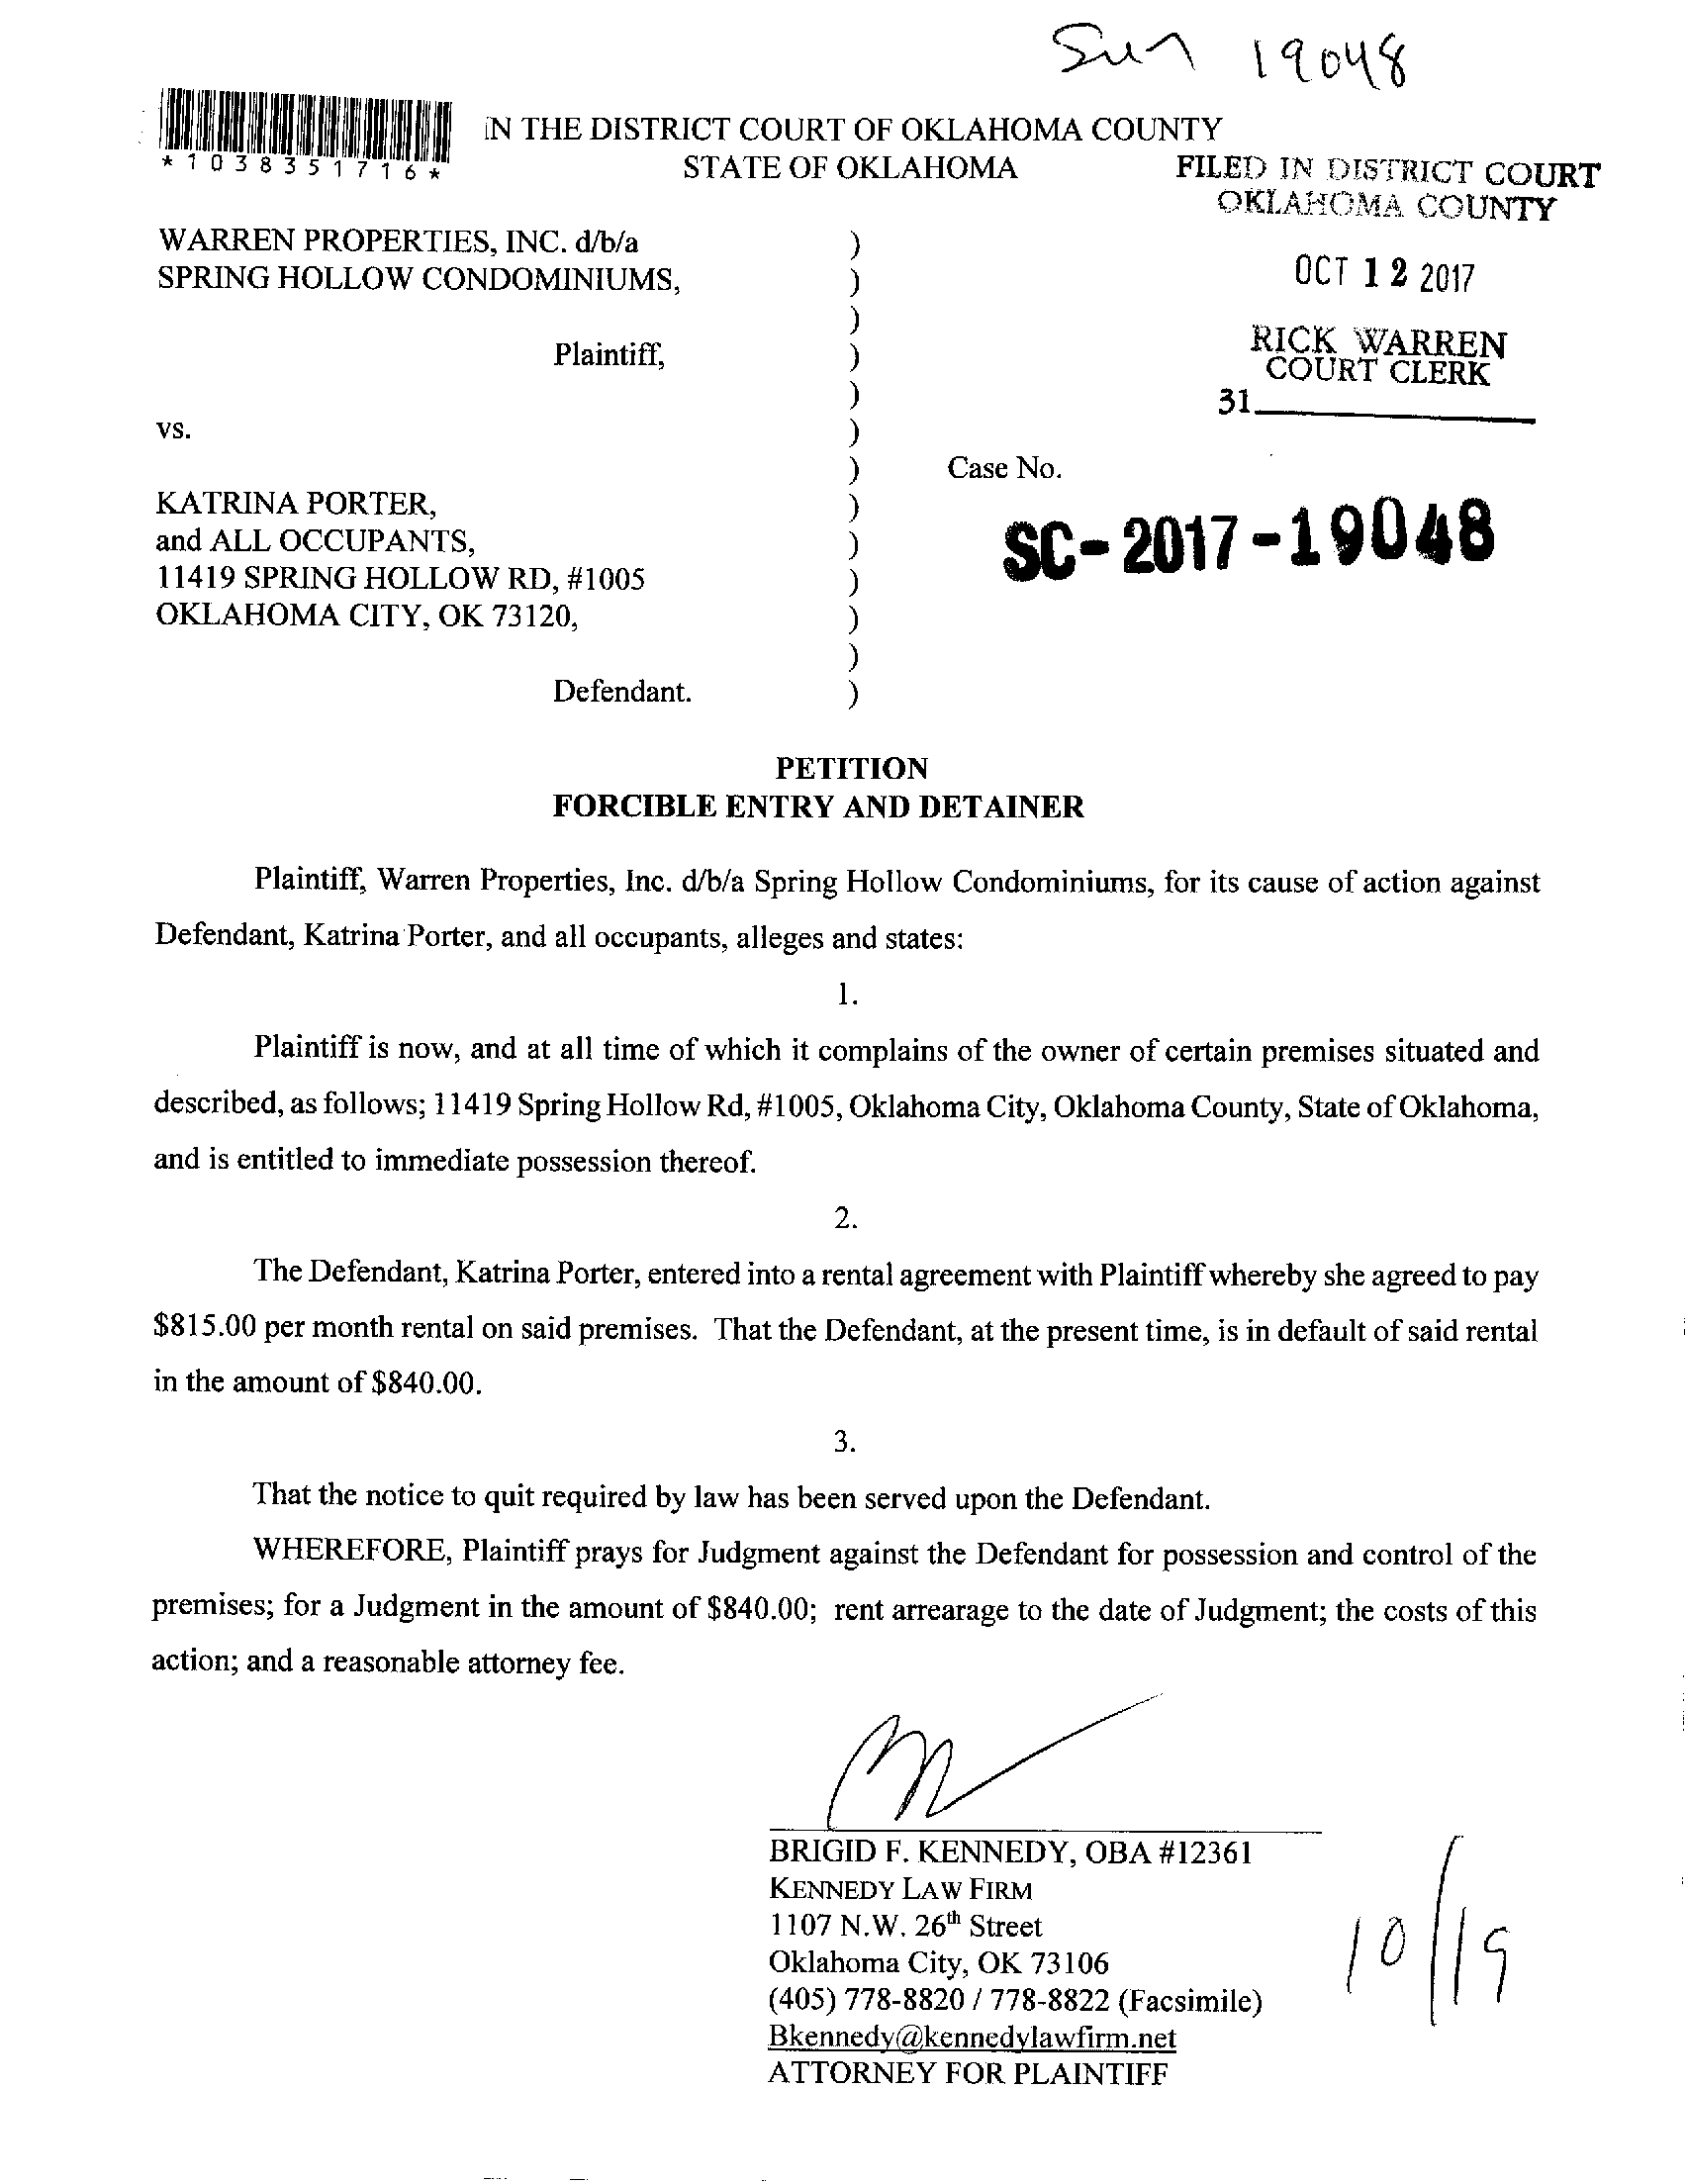 Sun 19048
IN THE DISTRICT COURT OF OKLAHOMA COUNTY
STATE OF OKLAHOMA
*1038351716*
FILED IN DISTRICT COURT
OKLAHOMA COUNTY
OCT 12 2017
RICK WARREN
COURT CLERK
31
WARREN PROPERTIES, INC. d/b/a )
SPRING HOLLOW CONDOMINIUMS, )
)
Plaintiff, )
)
vs. )
) Case No.
KATRINA PORTER, )
and ALL OCCUPANTS, ) SC-2017-19048
11419 SPRING HOLLOW RD, #1005 )
OKLAHOMA CITY, OK 73120, )
)
Defendant. )
PETITION
FORCIBLE ENTRY AND DETAINER
Plaintiff, Warren Properties, Inc. d/b/a Spring Hollow Condominiums, for its cause of action against
Defendant, Katrina Porter, and all occupants, alleges and states:
1.
Plaintiff is now, and at all time of which it complains of the owner of certain premises situated and
described, as follows; 11419 Spring Hollow Rd, #1005, Oklahoma City, Oklahoma County, State of Oklahoma,
and is entitled to immediate possession thereof.
2.
The Defendant, Katrina Porter, entered into a rental agreement with Plaintiff whereby she agreed to pay
$815.00 per month rental on said premises. That the Defendant, at the present time, is in default of said rental
in the amount of $840.00.
3.
That the notice to quit required by law has been served upon the Defendant.
WHEREFORE, Plaintiff prays for Judgment against the Defendant for possession and control of the
premises; for a Judgment in the amount of $840.00; rent arrearage to the date of Judgment; the costs of this
action; and a reasonable attorney fee.
BRIGID F. KENNEDY, OBA #12361
KENNEDY LAW FIRM
1107 N.W. 26th Street
Oklahoma City, OK 73106
(405) 778-8820 / 778-8822 (Facsimile)
Bkennedy@kennedylawfirm.net
ATTORNEY FOR PLAINTIFF
10/19